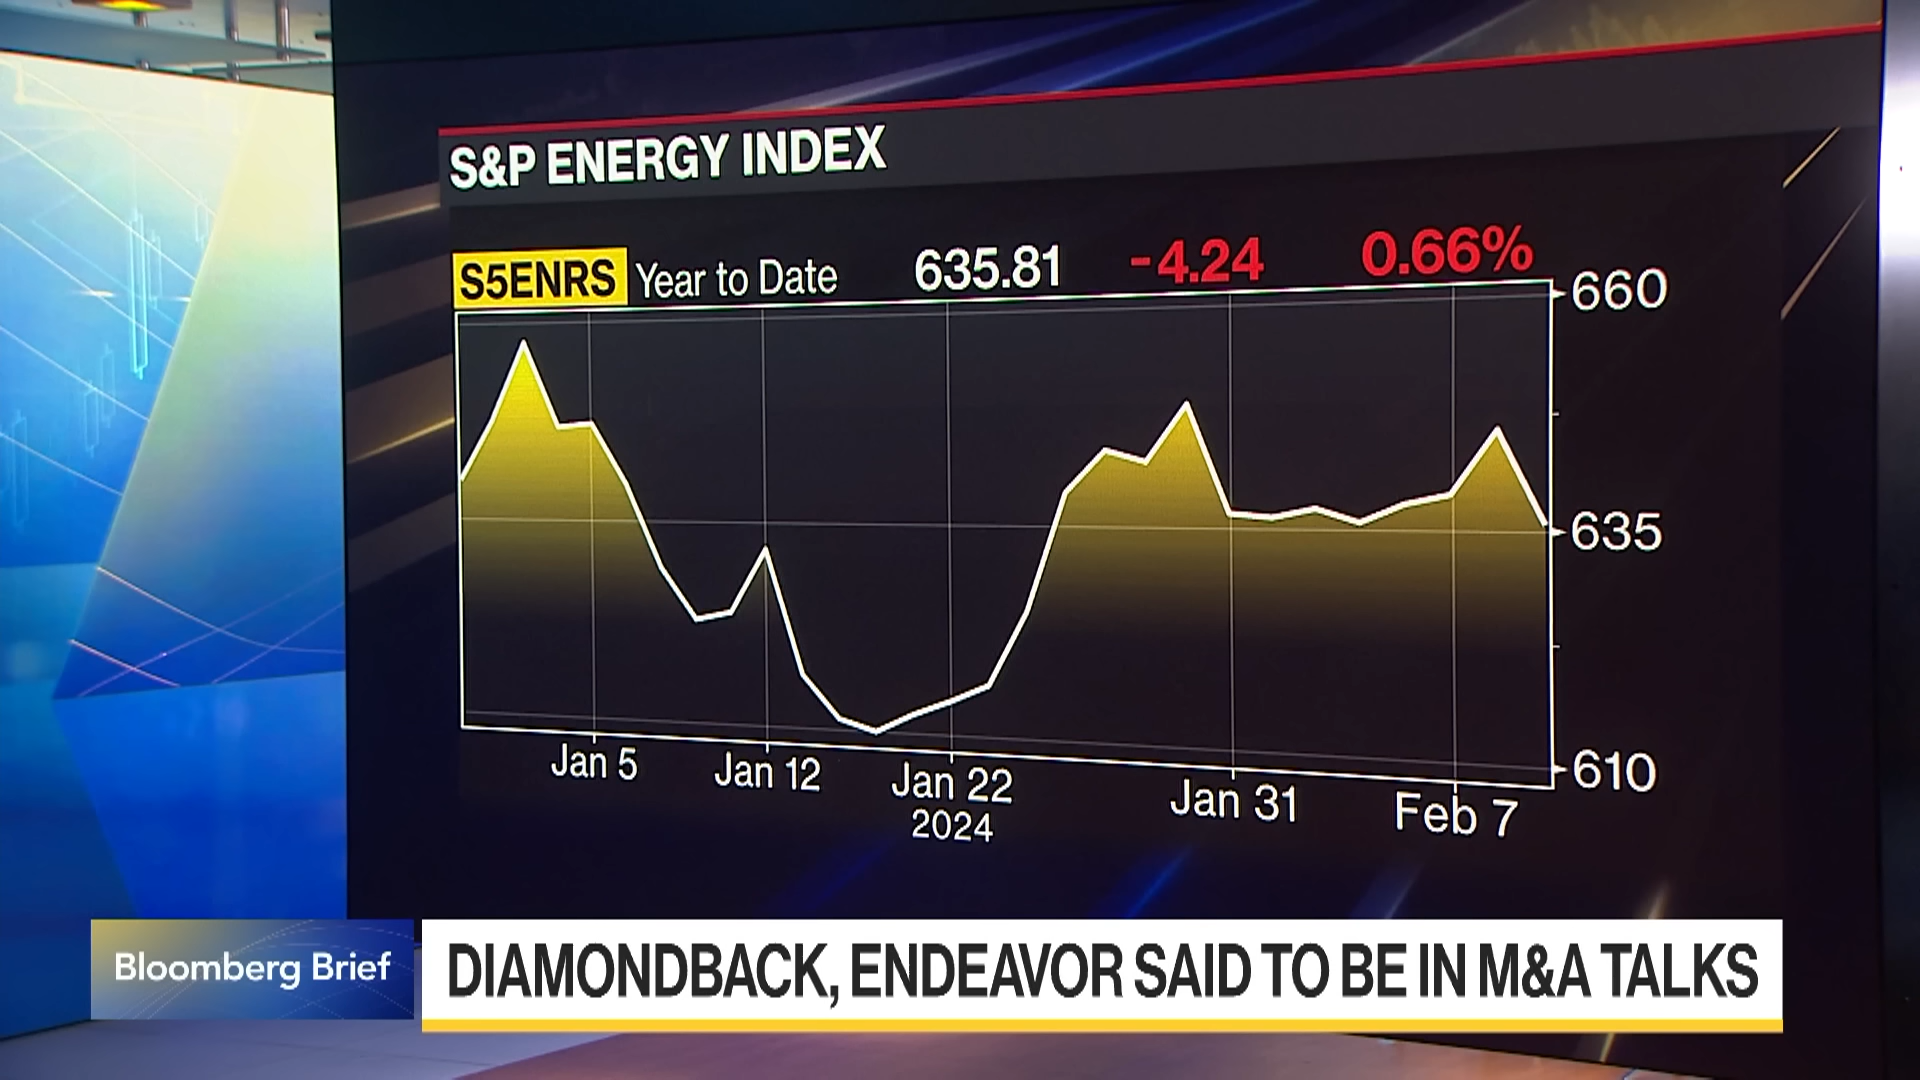 S&P ENERGY INDEX
S5ENRS Year to Date 635.81 -4.24 0.66%
660
635
610
Jan 5 Jan 12 Jan 22 Jan 31 Feb 7
2024
Bloomberg Brief
DIAMONDBACK, ENDEAVOR SAID TO BE IN M&A TALKS